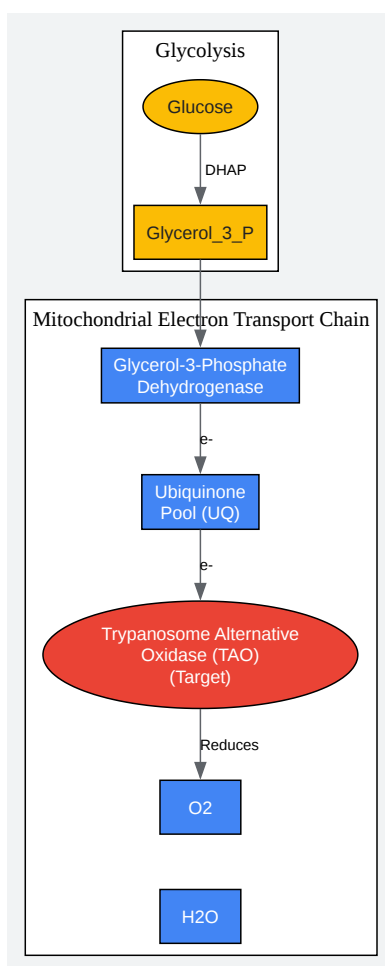 Glycolysis
Glucose
DHAP
Glycerol_3_P
Mitochondrial Electron Transport Chain
Glycerol-3-Phosphate
Dehydrogenase
e-
Ubiquinone
Pool (UQ)
e-
Trypanosome Alternative
Oxidase (TAO)
(Target)
Reduces
O2
H2O